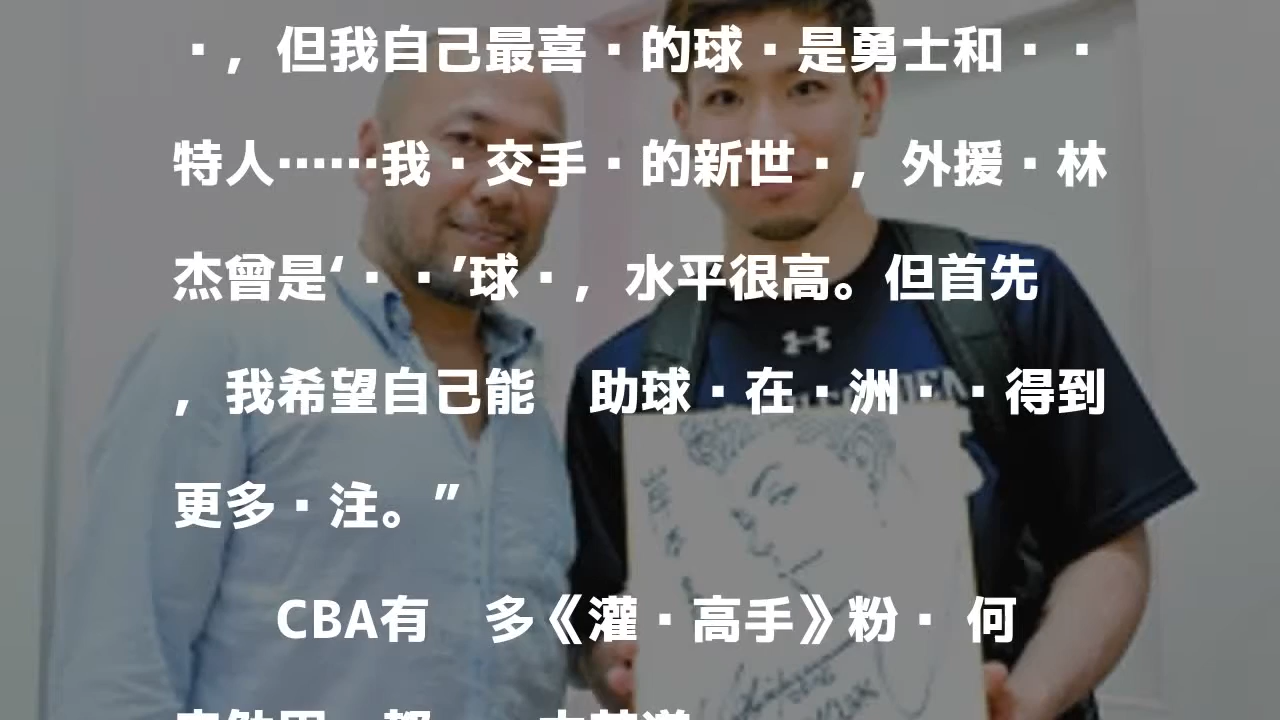 ·，但我自己最喜·的球·是勇士和··
特人······我·交手·的新世·，外援·林
杰曾是‘··’球·，水平很高。但首先
，我希望自己能　助球·在·洲··得到
更多·注。”
CBA有　多《灌·高手》粉· 何